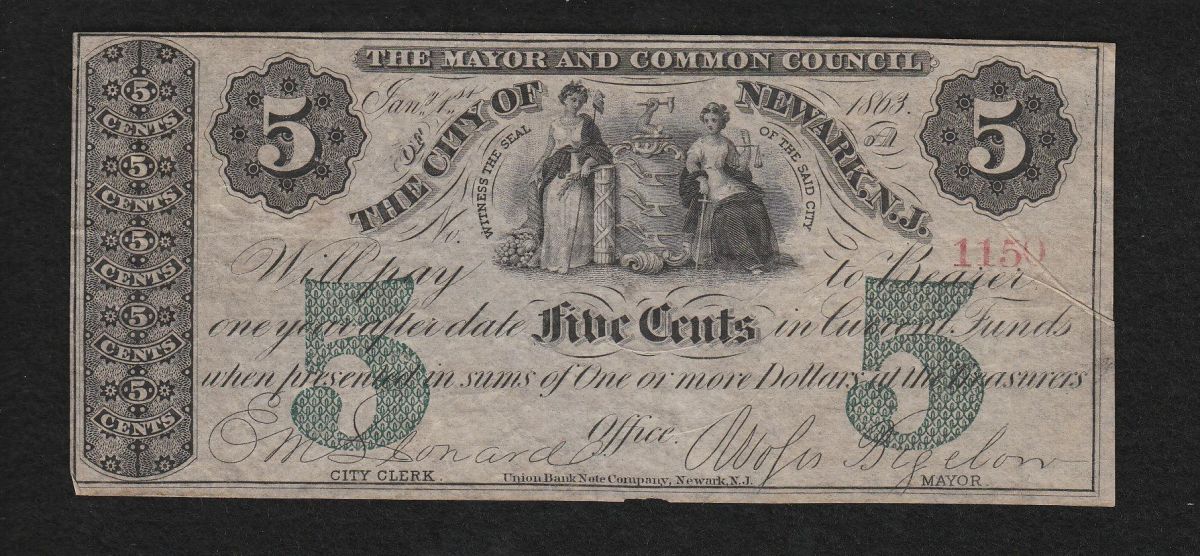 THE MAYOR AND COMMON COUNCIL
5 CENTS
5 CENTS
5 CENTS
5 CENTS
5 CENTS
5
Jany 1st 1863.
5
OF
THE CITY OF NEWARK, N.J.
WITNESS THE SEAL OF THE SAID CITY
No.
1150
Will pay to Bearer
one year after date Five Cents in Current Funds
when presented in sums of One or more Dollars at the Treasurers
Office.
5
5
E M Leonard
Moses Bigelow
CITY CLERK.
Union Bank Note Company, Newark, N.J.
MAYOR.